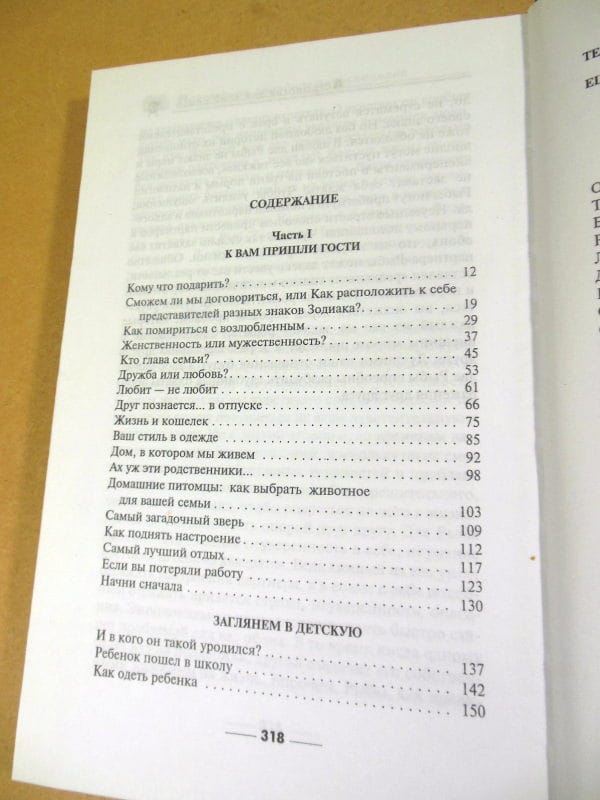 СОДЕРЖАНИЕ
Часть I
К ВАМ ПРИШЛИ ГОСТИ
Кому что подарить? . . . . . . . . . . . . . . . . . . . . . . . 12
Сможем ли мы договориться, или Как расположить к себе
представителей разных знаков Зодиака?. . . . . . . . . . . 19
Как помириться с возлюбленным . . . . . . . . . . . . . . . 29
Женственность или мужественность? . . . . . . . . . . . . . 37
Кто глава семьи? . . . . . . . . . . . . . . . . . . . . . . . . 45
Дружба или любовь?. . . . . . . . . . . . . . . . . . . . . . . 53
Любит — не любит . . . . . . . . . . . . . . . . . . . . . . . 61
Друг познается... в отпуске . . . . . . . . . . . . . . . . . . 66
Жизнь и кошелек . . . . . . . . . . . . . . . . . . . . . . . . 75
Ваш стиль в одежде . . . . . . . . . . . . . . . . . . . . . . . 85
Дом, в котором мы живем . . . . . . . . . . . . . . . . . . . 92
Ах уж эти родственники... . . . . . . . . . . . . . . . . . . . 98
Домашние питомцы: как выбрать животное
для вашей семьи . . . . . . . . . . . . . . . . . . . . . . . . 103
Самый загадочный зверь . . . . . . . . . . . . . . . . . . . . 109
Как поднять настроение . . . . . . . . . . . . . . . . . . . . 112
Самый лучший отдых . . . . . . . . . . . . . . . . . . . . . . 117
Если вы потеряли работу . . . . . . . . . . . . . . . . . . . . 123
Начни сначала . . . . . . . . . . . . . . . . . . . . . . . . . 130
ЗАГЛЯНЕМ В ДЕТСКУЮ
И в кого он такой уродился? . . . . . . . . . . . . . . . . . . 137
Ребенок пошел в школу . . . . . . . . . . . . . . . . . . . . 142
Как одеть ребенка . . . . . . . . . . . . . . . . . . . . . . . 150
318